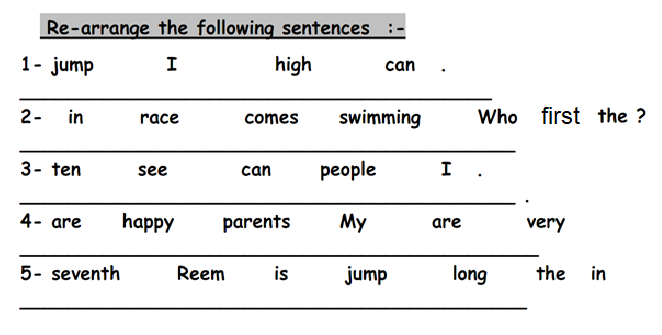 Re-arrange the following sentences :-
1- jump I high can .
2- in race comes swimming Who first the ?
3- ten see can people I .
.
4- are happy parents My are very
5- seventh Reem is jump long the in